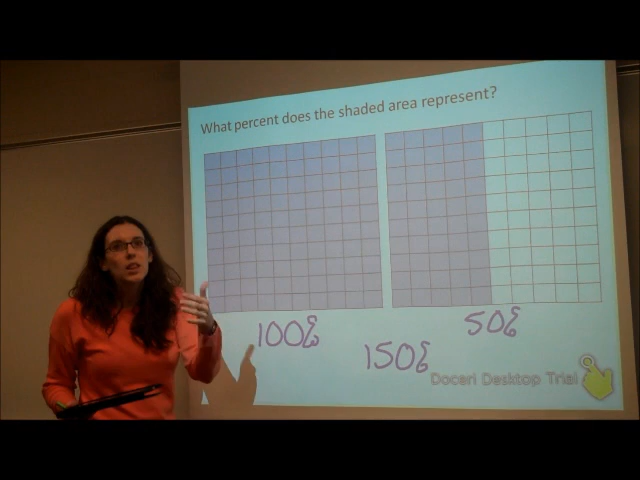 What percent does the shaded area represent?
100%
50%
150%
Doceri Desktop Trial